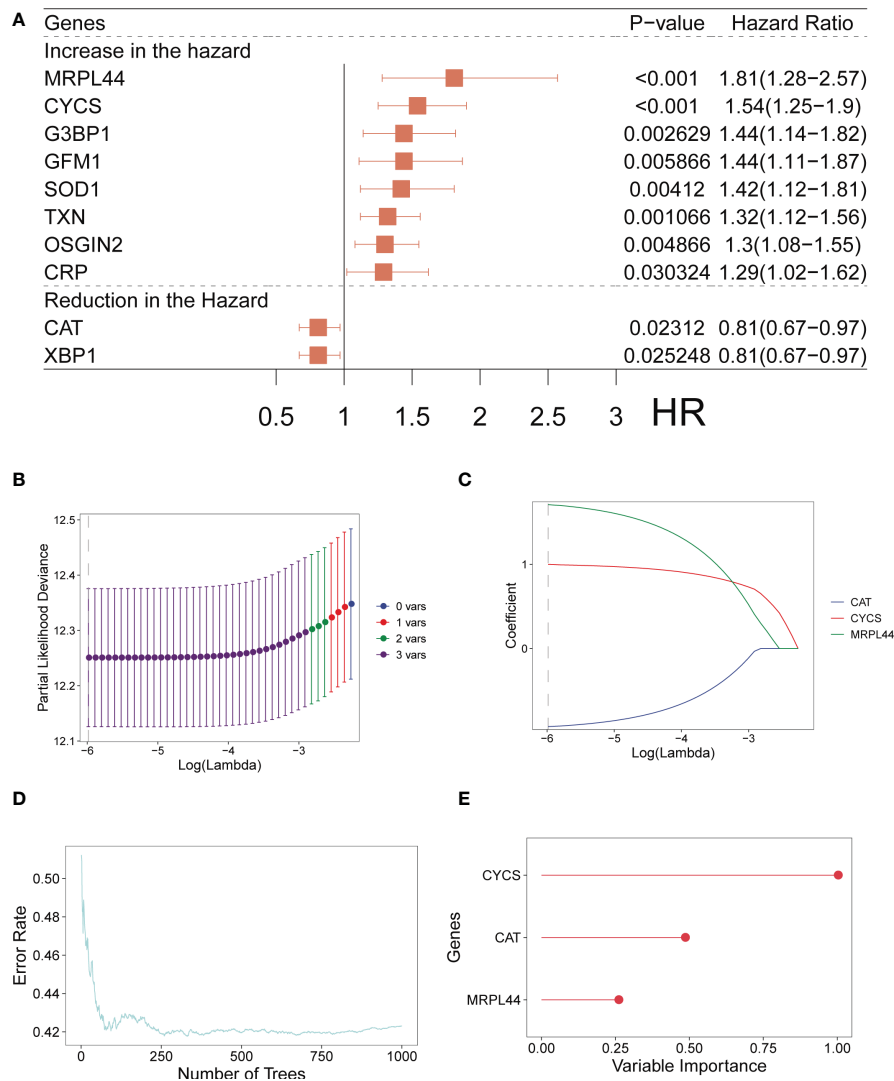 A
Genes P−value Hazard Ratio
Increase in the hazard
MRPL44 <0.001 1.81(1.28−2.57)
CYCS <0.001 1.54(1.25−1.9)
G3BP1 0.002629 1.44(1.14−1.82)
GFM1 0.005866 1.44(1.11−1.87)
SOD1 0.00412 1.42(1.12−1.81)
TXN 0.001066 1.32(1.12−1.56)
OSGIN2 0.004866 1.3(1.08−1.55)
CRP 0.030324 1.29(1.02−1.62)
Reduction in the Hazard
CAT 0.02312 0.81(0.67−0.97)
XBP1 0.025248 0.81(0.67−0.97)
0.5 1 1.5 2 2.5 3 HR
B
Partial Likelihood Deviance
12.5
12.4
12.3
12.2
12.1
−6 −4 −3
Log(Lambda)
0 vars
1 vars
2 vars
3 vars
C
Coefficient
1
0
−6 −5 −4 −3
Log(Lambda)
CAT
CYCS
MRPL44
D
Error Rate
0.50
0.48
0.46
0.44
0.42
0 250 500 750 1000
Number of Trees
E
Genes
CYCS
CAT
MRPL44
0.00 0.25 0.50 0.75 1.00
Variable Importance